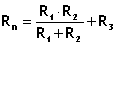 Rₙ = (R₁ · R₂)/(R₁ + R₂) + R₃